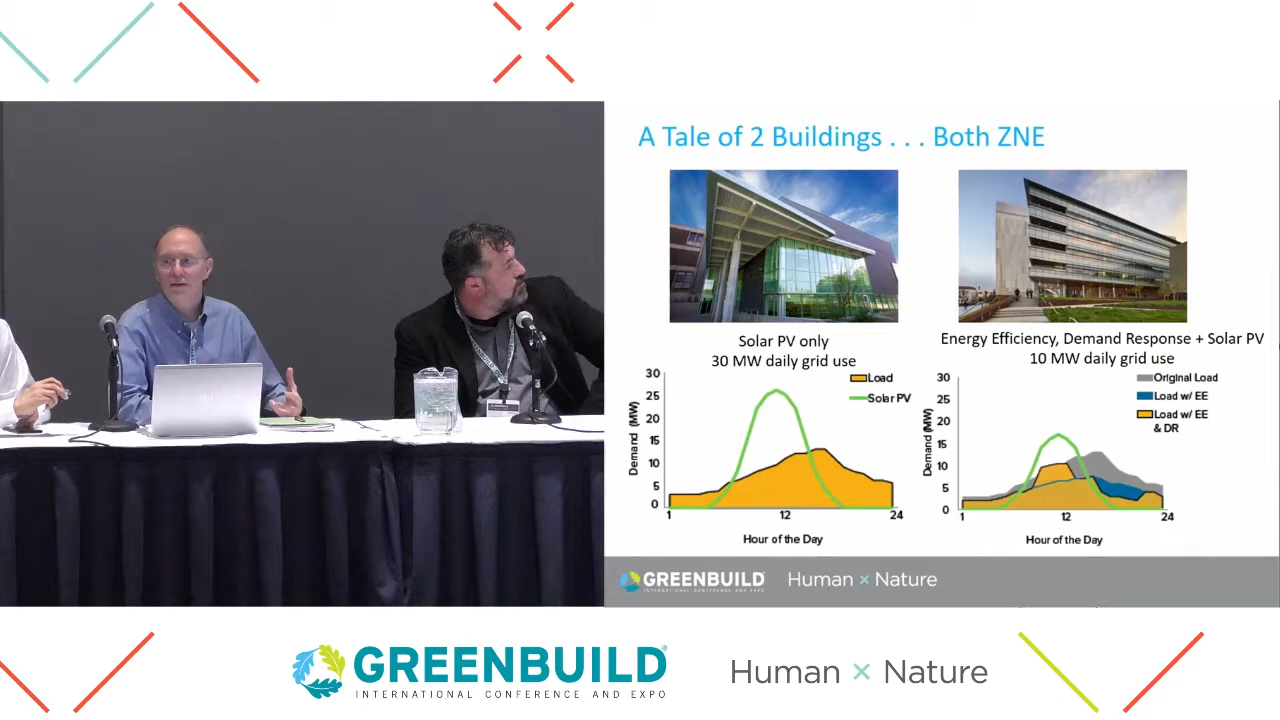 A Tale of 2 Buildings . . . Both ZNE
Solar PV only
30 MW daily grid use
Energy Efficiency, Demand Response + Solar PV
10 MW daily grid use
Load
Solar PV
Demand (MW)
30
25
20
15
10
5
0
1
12
24
Hour of the Day
Original Load
Load w/ EE
Load w/ EE
& DR
Demand (MW)
30
25
20
15
10
5
0
1
12
24
Hour of the Day
GREENBUILD
INTERNATIONAL CONFERENCE AND EXPO
Human × Nature
GREENBUILD®
INTERNATIONAL CONFERENCE AND EXPO
Human × Nature